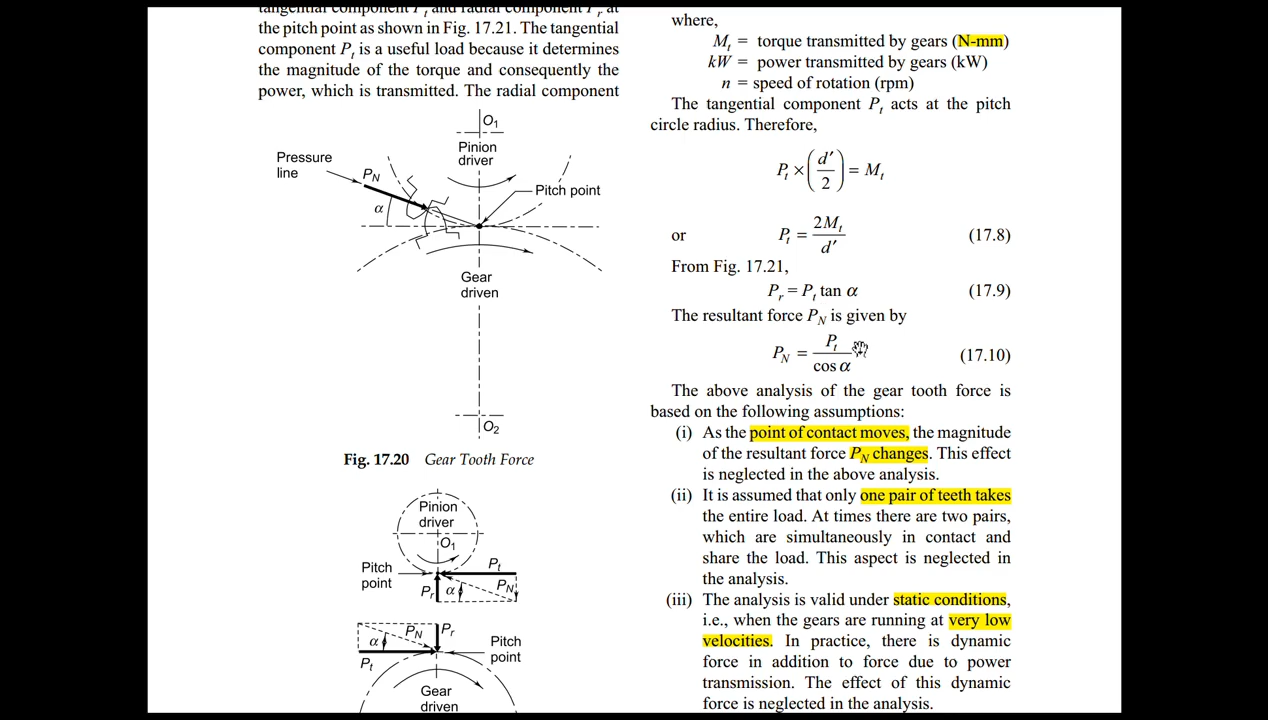 tangential component Pt and radial component Pr at
the pitch point as shown in Fig. 17.21. The tangential
component Pt is a useful load because it determines
the magnitude of the torque and consequently the
power, which is transmitted. The radial component
O1
Pinion
driver
Pressure
line
PN
Pitch point
α
Gear
driven
O2
Fig. 17.20 Gear Tooth Force
Pinion
driver
O1
Pt
Pitch
point
Pr
α
PN
PN
Pr
α
Pitch
point
Pt
Gear
driven
where,
Mt = torque transmitted by gears (N-mm)
kW = power transmitted by gears (kW)
n = speed of rotation (rpm)
The tangential component Pt acts at the pitch
circle radius. Therefore,
Pt × (d′/2) = Mt
or Pt = 2Mt/d′ (17.8)
From Fig. 17.21,
Pr = Pt tan α (17.9)
The resultant force PN is given by
PN = Pt/cos α (17.10)
The above analysis of the gear tooth force is
based on the following assumptions:
(i) As the point of contact moves, the magnitude
of the resultant force PN changes. This effect
is neglected in the above analysis.
(ii) It is assumed that only one pair of teeth takes
the entire load. At times there are two pairs,
which are simultaneously in contact and
share the load. This aspect is neglected in
the analysis.
(iii) The analysis is valid under static conditions,
i.e., when the gears are running at very low
velocities. In practice, there is dynamic
force in addition to force due to power
transmission. The effect of this dynamic
force is neglected in the analysis.